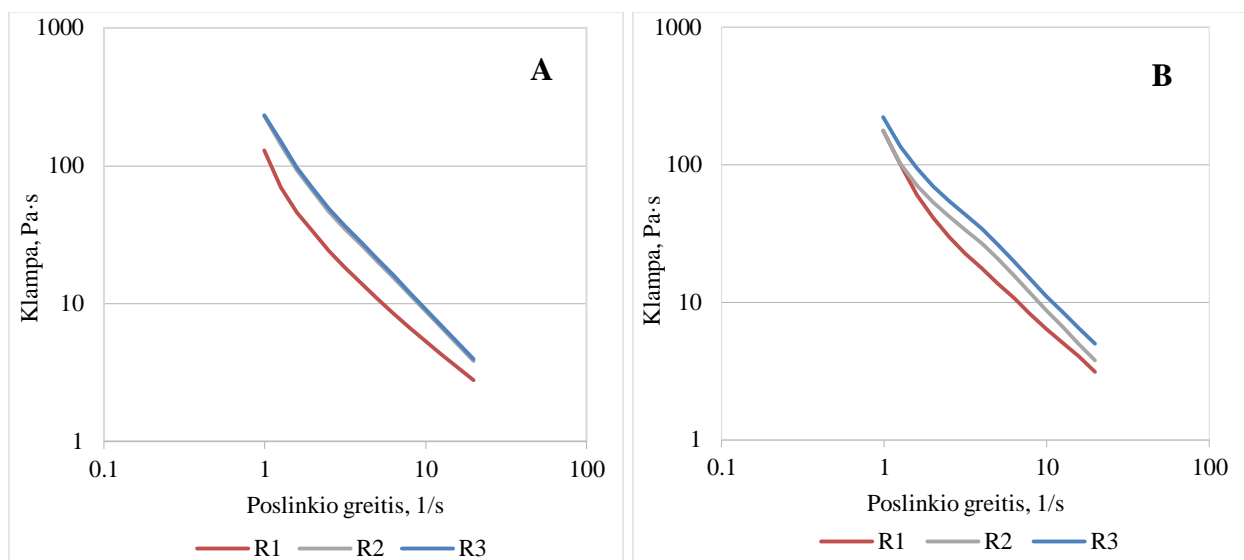 A
1000
100
10
1
0.1 1 10 100
Klampa, Pa·s
Poslinkio greitis, 1/s
R1 R2 R3
B
1000
100
10
1
0.1 1 10 100
Klampa, Pa·s
Poslinkio greitis, 1/s
R1 R2 R3